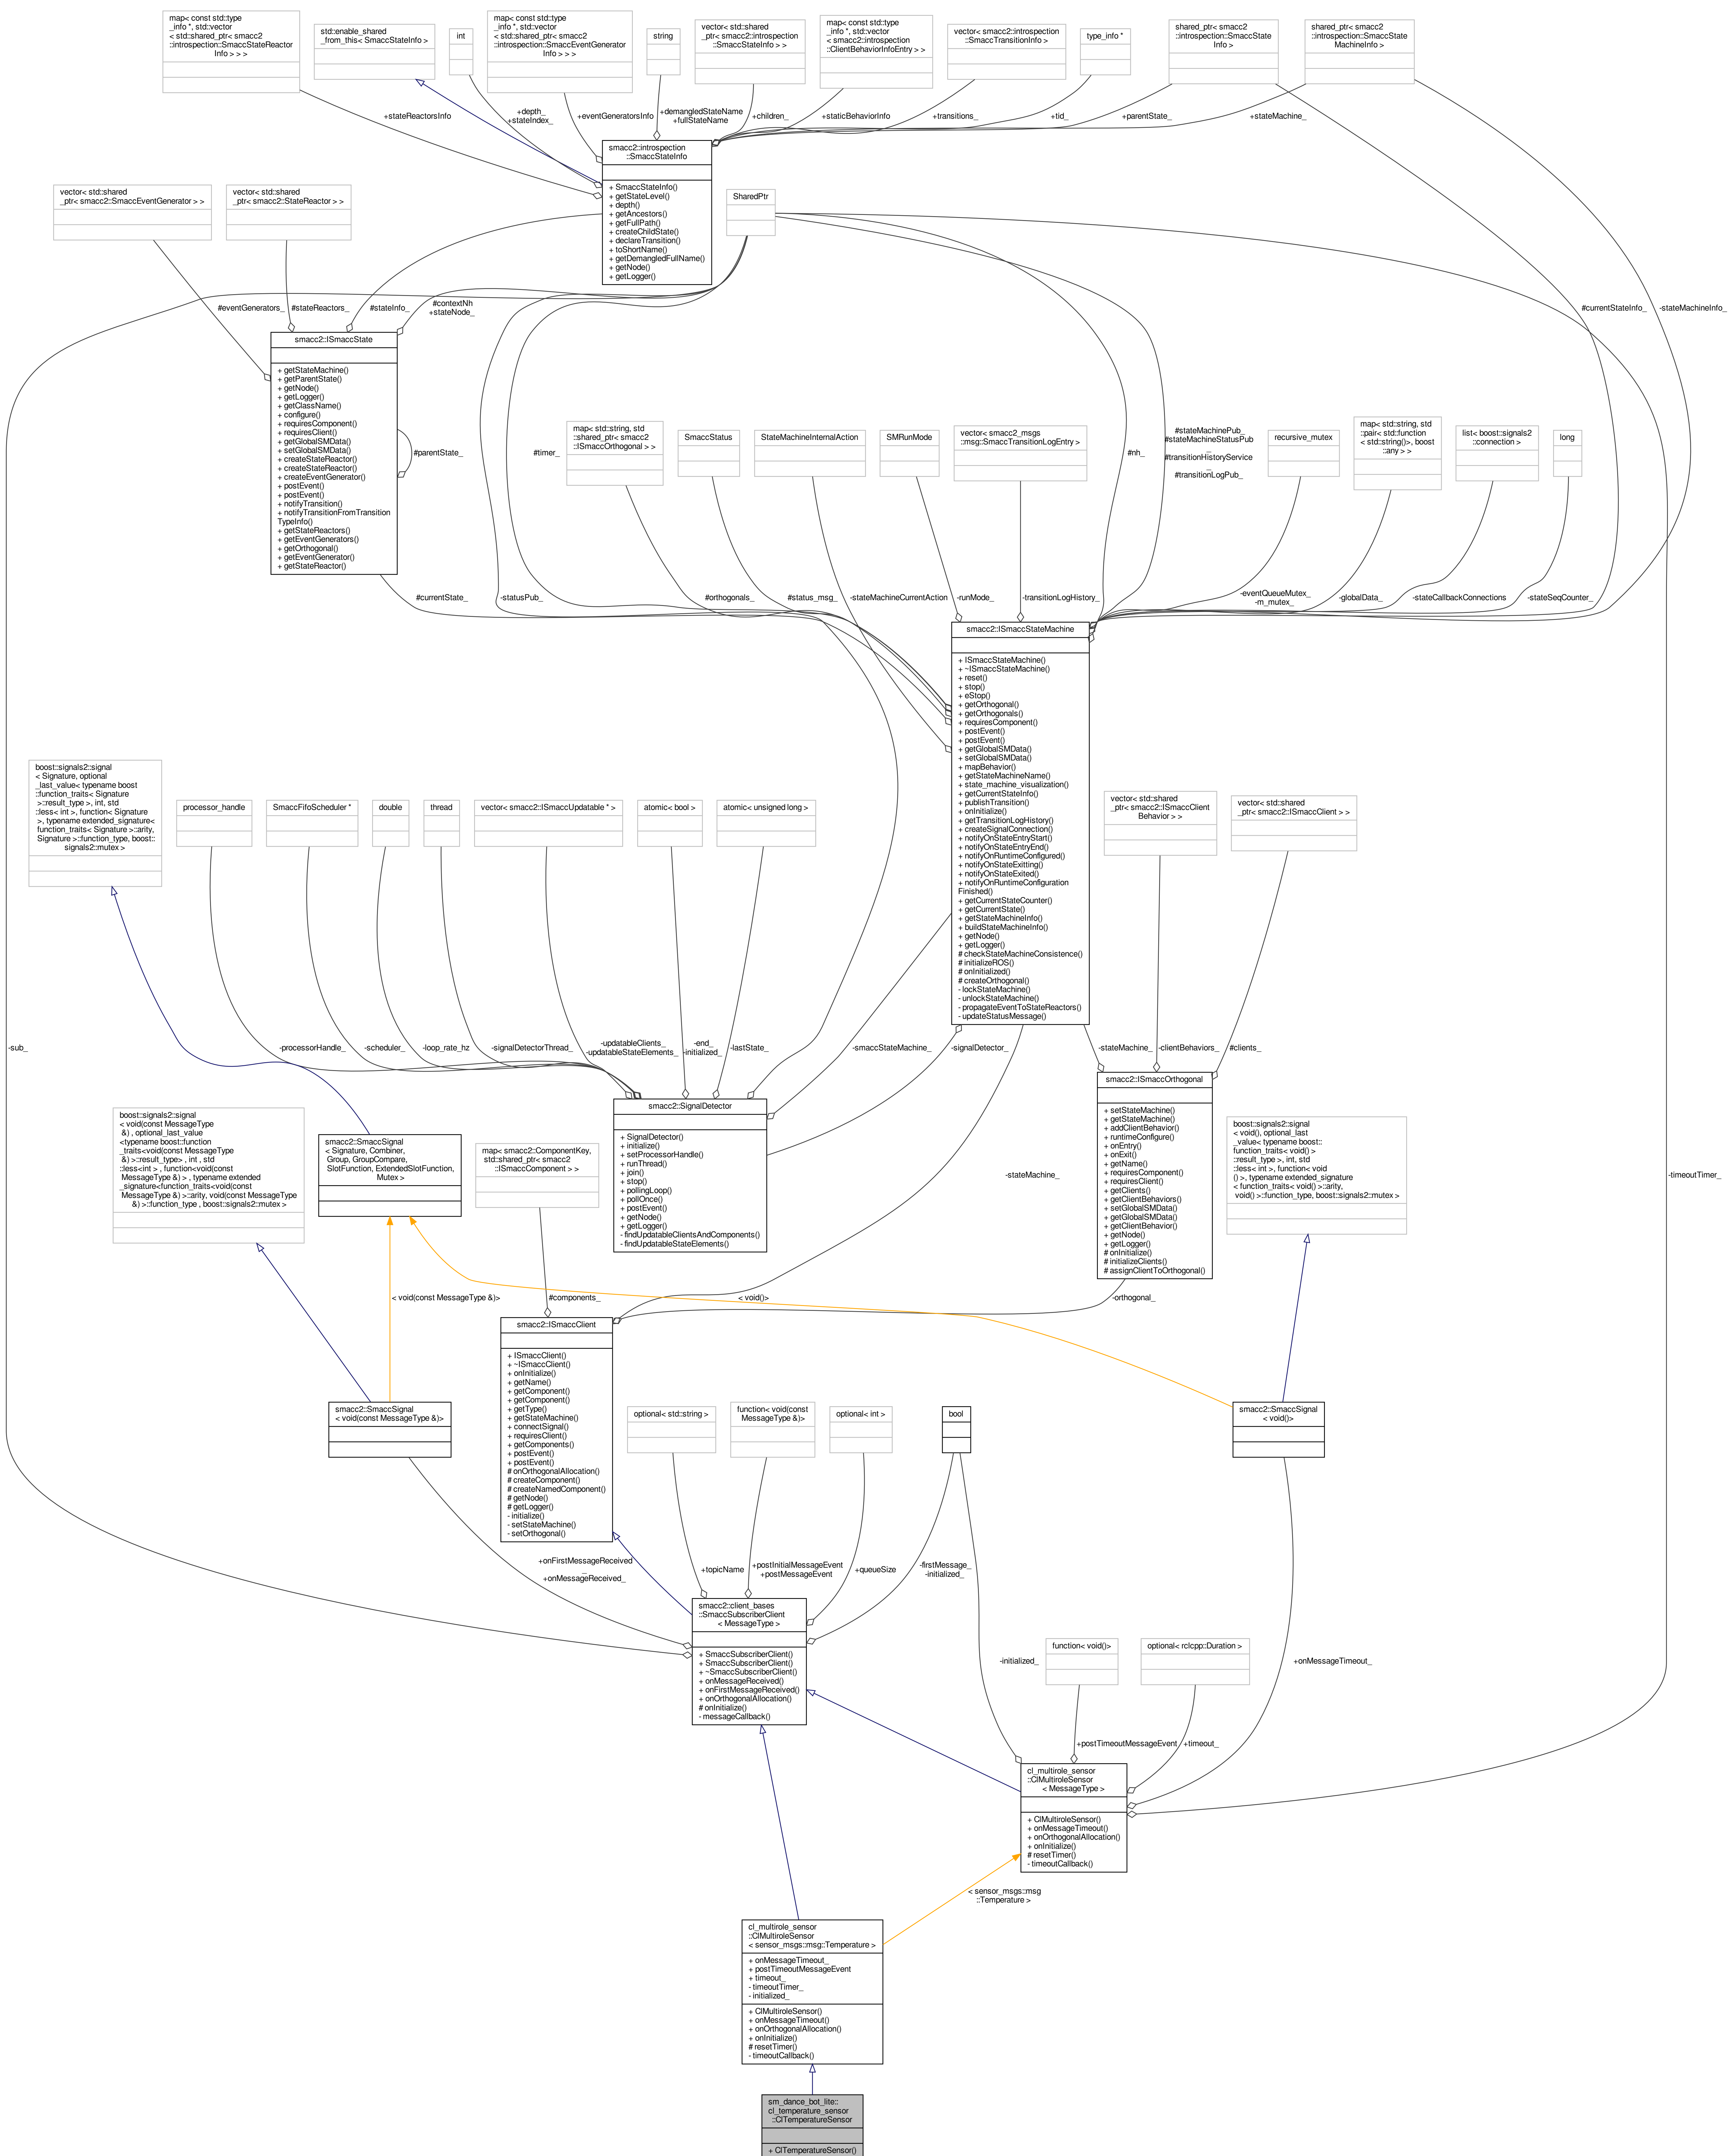 map< const std::type
_info *, std::vector
< std::shared_ptr< smacc2
::introspection::SmaccStateReactor
Info > > >
std::enable_shared
_from_this< SmaccStateInfo >
int
map< const std::type
_info *, std::vector
< std::shared_ptr< smacc2
::introspection::SmaccEventGenerator
Info > > >
string
vector< std::shared
_ptr< smacc2::introspection
::SmaccStateInfo > >
map< const std::type
_info *, std::vector
< smacc2::introspection
::ClientBehaviorInfoEntry > >
vector< smacc2::introspection
::SmaccTransitionInfo >
type_info *
shared_ptr< smacc2
::introspection::SmaccState
Info >
shared_ptr< smacc2
::introspection::SmaccState
MachineInfo >
+stateReactorsInfo
+depth_
+stateIndex_
+eventGeneratorsInfo
+demangledStateName
+fullStateName
+children_
+staticBehaviorInfo
+transitions_
+tid_
+parentState_
+stateMachine_
smacc2::introspection
::SmaccStateInfo
+ SmaccStateInfo()
+ getStateLevel()
+ depth()
+ getAncestors()
+ getFullPath()
+ createChildState()
+ declareTransition()
+ toShortName()
+ getDemangledFullName()
+ getNode()
+ getLogger()
vector< std::shared
_ptr< smacc2::SmaccEventGenerator > >
vector< std::shared
_ptr< smacc2::StateReactor > >
SharedPtr
#eventGenerators_
#stateReactors_
#stateInfo_
#contextNh
+stateNode_
#currentStateInfo_
-stateMachineInfo_
smacc2::ISmaccState
+ getStateMachine()
+ getParentState()
+ getNode()
+ getLogger()
+ getClassName()
+ configure()
+ requiresComponent()
+ requiresClient()
+ getGlobalSMData()
+ setGlobalSMData()
+ createStateReactor()
+ createStateReactor()
+ createEventGenerator()
+ postEvent()
+ postEvent()
+ notifyTransition()
+ notifyTransitionFromTransition
TypeInfo()
+ getStateReactors()
+ getEventGenerators()
+ getOrthogonal()
+ getEventGenerator()
+ getStateReactor()
#parentState_
#timer_
map< std::string, std
::shared_ptr< smacc2
::ISmaccOrthogonal > >
SmaccStatus
StateMachineInternalAction
SMRunMode
vector< smacc2_msgs
::msg::SmaccTransitionLogEntry >
#nh_
#stateMachinePub_
#stateMachineStatusPub
_
#transitionHistoryService
_
#transitionLogPub_
recursive_mutex
map< std::string, std
::pair< std::function
< std::string()>, boost
::any > >
list< boost::signals2
::connection >
long
#currentState_
-statusPub_
#orthogonals_
#status_msg_
-stateMachineCurrentAction
-runMode_
-transitionLogHistory_
-eventQueueMutex_
-m_mutex_
-globalData_
-stateCallbackConnections
-stateSeqCounter_
smacc2::ISmaccStateMachine
+ ISmaccStateMachine()
+ ~ISmaccStateMachine()
+ reset()
+ stop()
+ eStop()
+ getOrthogonal()
+ getOrthogonals()
+ requiresComponent()
+ postEvent()
+ postEvent()
+ getGlobalSMData()
+ setGlobalSMData()
+ mapBehavior()
+ getStateMachineName()
+ state_machine_visualization()
+ getCurrentStateInfo()
+ publishTransition()
+ onInitialize()
+ getTransitionLogHistory()
+ createSignalConnection()
+ notifyOnStateEntryStart()
+ notifyOnStateEntryEnd()
+ notifyOnRuntimeConfigured()
+ notifyOnStateExitting()
+ notifyOnStateExited()
+ notifyOnRuntimeConfiguration
Finished()
+ getCurrentStateCounter()
+ getCurrentState()
+ getStateMachineInfo()
+ buildStateMachineInfo()
+ getNode()
+ getLogger()
# checkStateMachineConsistence()
# initializeROS()
# onInitialized()
# createOrthogonal()
- lockStateMachine()
- unlockStateMachine()
- propagateEventToStateReactors()
- updateStatusMessage()
boost::signals2::signal
< Signature, optional
_last_value< typename boost
::function_traits< Signature
>::result_type >, int, std
::less< int >, function< Signature
>, typename extended_signature<
function_traits< Signature >::arity,
Signature >::function_type, boost::
signals2::mutex >
processor_handle
SmaccFifoScheduler *
double
thread
vector< smacc2::ISmaccUpdatable * >
atomic< bool >
atomic< unsigned long >
vector< std::shared
_ptr< smacc2::ISmaccClient
Behavior > >
vector< std::shared
_ptr< smacc2::ISmaccClient > >
-sub_
-processorHandle_
-scheduler_
-loop_rate_hz
-signalDetectorThread_
-updatableClients_
-updatableStateElements_
-end_
-initialized_
-lastState_
-smaccStateMachine_
-signalDetector_
-stateMachine_
-clientBehaviors_
#clients_
smacc2::SignalDetector
+ SignalDetector()
+ initialize()
+ setProcessorHandle()
+ runThread()
+ join()
+ stop()
+ pollingLoop()
+ pollOnce()
+ postEvent()
+ getNode()
+ getLogger()
- findUpdatableClientsAndComponents()
- findUpdatableStateElements()
smacc2::ISmaccOrthogonal
+ setStateMachine()
+ getStateMachine()
+ addClientBehavior()
+ runtimeConfigure()
+ onEntry()
+ onExit()
+ getName()
+ requiresComponent()
+ requiresClient()
+ getClients()
+ getClientBehaviors()
+ setGlobalSMData()
+ getGlobalSMData()
+ getClientBehavior()
+ getNode()
+ getLogger()
# onInitialize()
# initializeClients()
# assignClientToOrthogonal()
boost::signals2::signal
< void(const MessageType
&) , optional_last_value
<typename boost::function
_traits<void(const MessageType
&) >::result_type> , int , std
::less<int > , function<void(const
MessageType &) > , typename extended
_signature<function_traits<void(const
MessageType &) >::arity, void(const MessageType
&) >::function_type , boost::signals2::mutex >
smacc2::SmaccSignal
< Signature, Combiner,
Group, GroupCompare,
SlotFunction, ExtendedSlotFunction,
Mutex >
map< smacc2::ComponentKey,
std::shared_ptr< smacc2
::ISmaccComponent > >
boost::signals2::signal
< void(), optional_last
_value< typename boost::
function_traits< void() >
::result_type >, int, std
::less< int >, function< void
() >, typename extended_signature
< function_traits< void() >::arity,
void() >::function_type, boost::signals2::mutex >
-stateMachine_
-timeoutTimer_
< void(const MessageType &)>
#components_
< void()>
-orthogonal_
smacc2::ISmaccClient
+ ISmaccClient()
+ ~ISmaccClient()
+ onInitialize()
+ getName()
+ getComponent()
+ getComponent()
+ getType()
+ getStateMachine()
+ connectSignal()
+ requiresClient()
+ getComponents()
+ postEvent()
+ postEvent()
# onOrthogonalAllocation()
# createComponent()
# createNamedComponent()
# getNode()
# getLogger()
- initialize()
- setStateMachine()
- setOrthogonal()
smacc2::SmaccSignal
< void(const MessageType &)>
optional< std::string >
function< void(const
MessageType &)>
optional< int >
bool
smacc2::SmaccSignal
< void()>
+onFirstMessageReceived
_
+onMessageReceived_
+topicName
+postInitialMessageEvent
+postMessageEvent
+queueSize
-firstMessage_
-initialized_
smacc2::client_bases
::SmaccSubscriberClient
< MessageType >
+ SmaccSubscriberClient()
+ SmaccSubscriberClient()
+ ~SmaccSubscriberClient()
+ onMessageReceived()
+ onFirstMessageReceived()
+ onOrthogonalAllocation()
# onInitialize()
- messageCallback()
-initialized_
function< void()>
optional< rclcpp::Duration >
+onMessageTimeout_
+postTimeoutMessageEvent
+timeout_
cl_multirole_sensor
::ClMultiroleSensor
< MessageType >
+ ClMultiroleSensor()
+ onMessageTimeout()
+ onOrthogonalAllocation()
+ onInitialize()
# resetTimer()
- timeoutCallback()
< sensor_msgs::msg
::Temperature >
cl_multirole_sensor
::ClMultiroleSensor
< sensor_msgs::msg::Temperature >
+ onMessageTimeout_
+ postTimeoutMessageEvent
+ timeout_
- timeoutTimer_
- initialized_
+ ClMultiroleSensor()
+ onMessageTimeout()
+ onOrthogonalAllocation()
+ onInitialize()
# resetTimer()
- timeoutCallback()
sm_dance_bot_lite::
cl_temperature_sensor
::ClTemperatureSensor
+ ClTemperatureSensor()